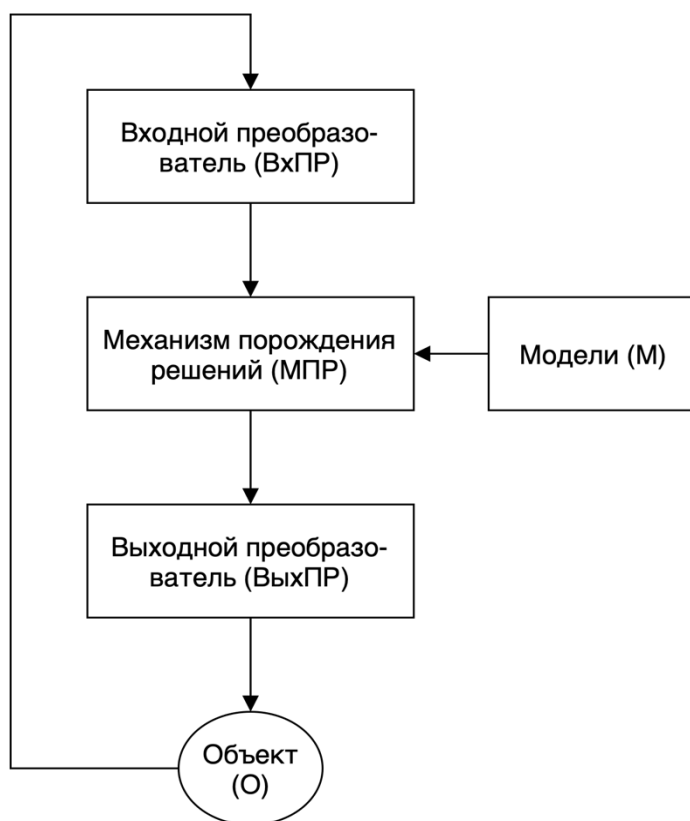 Входной преобразо-
ватель (ВхПР)
Механизм порождения
решений (МПР)
Модели (М)
Выходной преобразо-
ватель (ВыхПР)
Объект
(О)